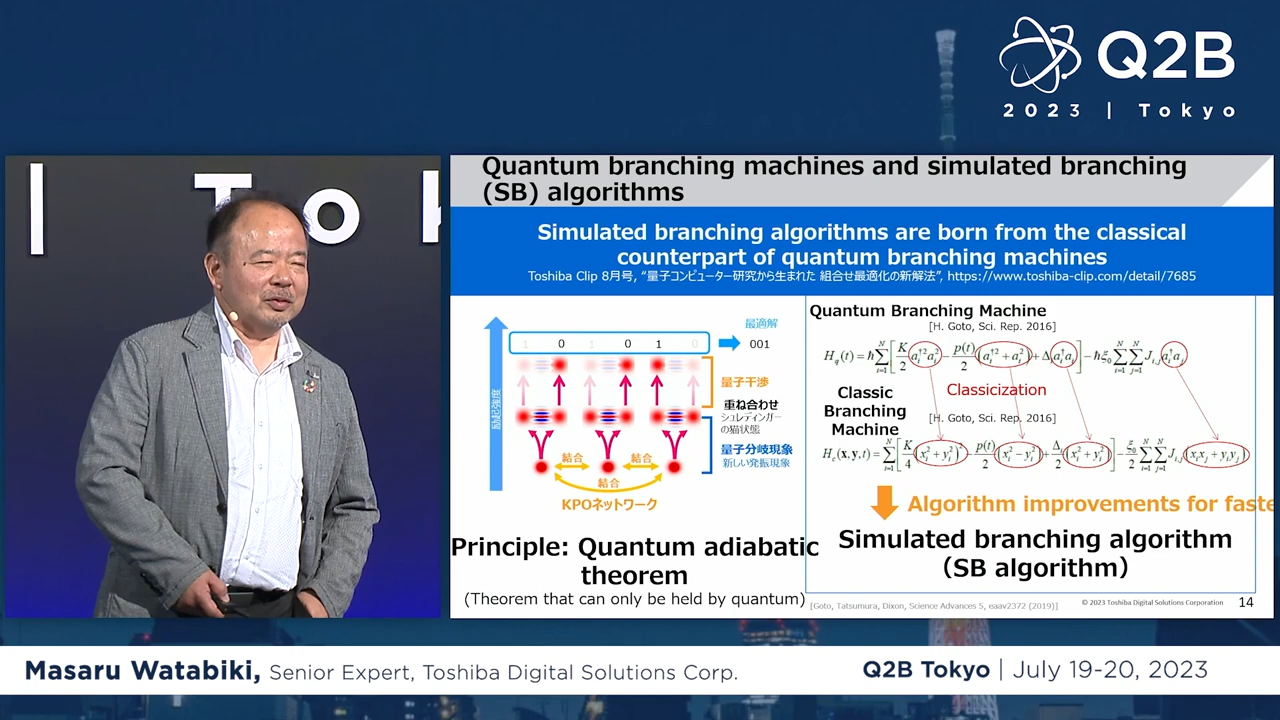 Q2B
2023 | Tokyo
| To
Quantum branching machines and simulated branching
(SB) algorithms
Simulated branching algorithms are born from the classical
counterpart of quantum branching machines
Toshiba Clip 8月号, “量子コンピューター研究から生まれた 組合せ最適化の新解法”, https://www.toshiba-clip.com/detail/7685
最適解
1 0 1 0 1 0
001
励起強度
量子干渉
重ね合わせ
シュレディンガー
の猫状態
量子分岐現象
新しい発振現象
結合 結合
結合
KPOネットワーク
Principle: Quantum adiabatic
theorem
(Theorem that can only be held by quantum)
Quantum Branching Machine
[H. Goto, Sci. Rep. 2016]
Classicization
Classic
Branching
Machine
[H. Goto, Sci. Rep. 2016]
Algorithm improvements for faste
Simulated branching algorithm
(SB algorithm)
[Goto, Tatsumura, Dixon, Science Advances 5, eaav2372 (2019)]
© 2023 Toshiba Digital Solutions Corporation
14
Masaru Watabiki, Senior Expert, Toshiba Digital Solutions Corp.
Q2B Tokyo | July 19-20, 2023